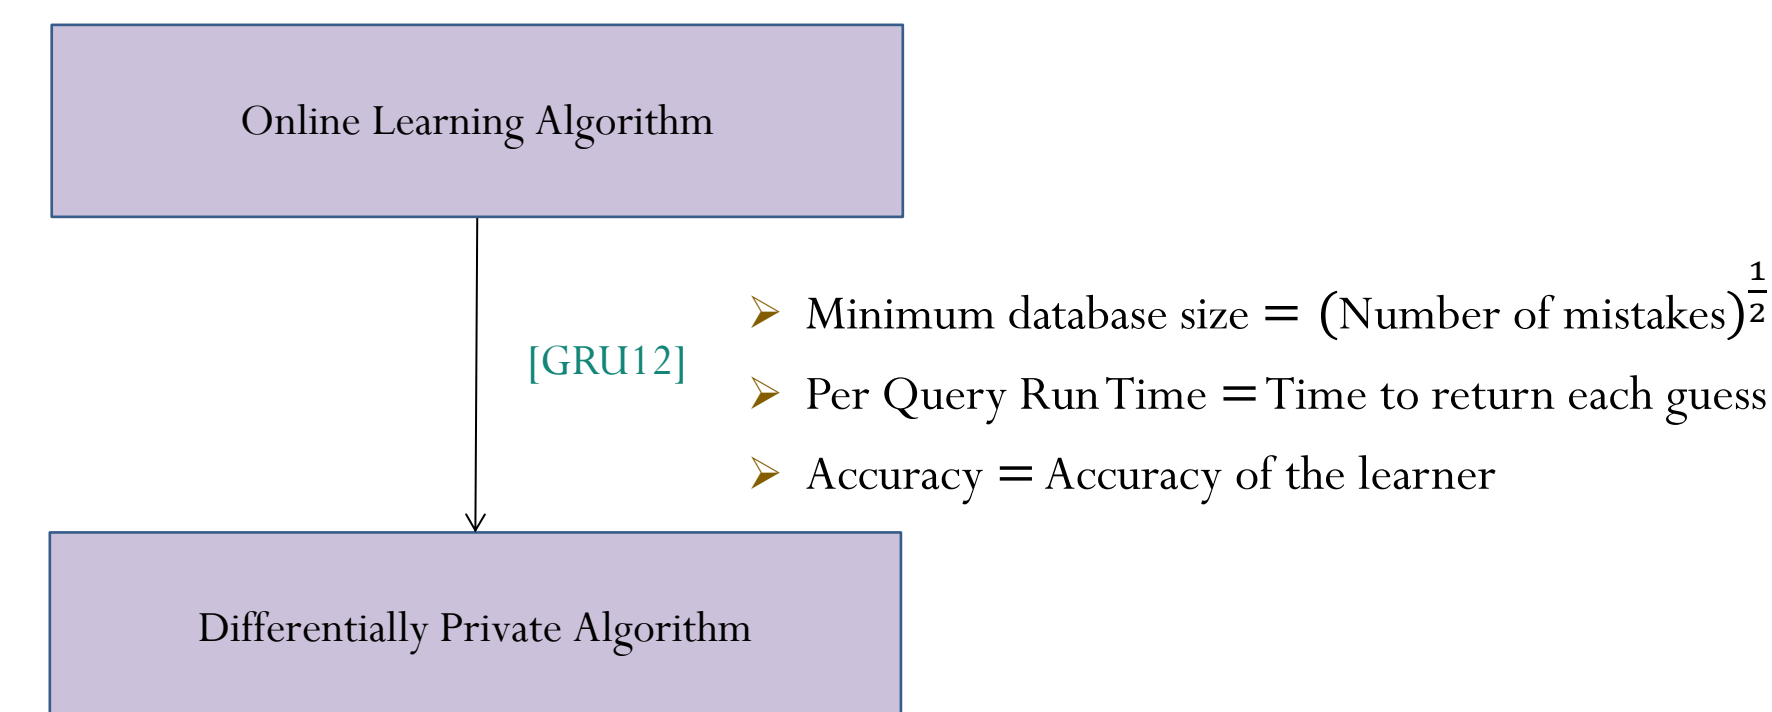 Online Learning Algorithm
[GRU12]
➢ Minimum database size = (Number of mistakes)^(1/2)
➢ Per Query Run Time = Time to return each guess
➢ Accuracy = Accuracy of the learner
Differentially Private Algorithm